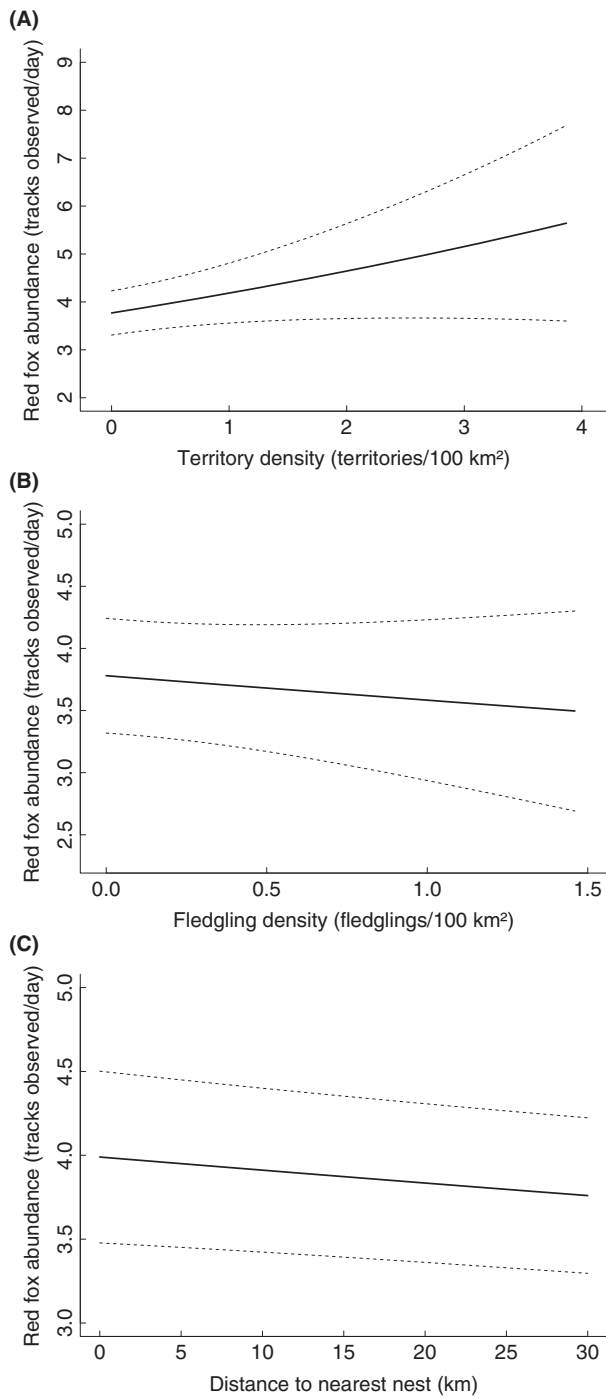 (A)
Red fox abundance (tracks observed/day)
9
8
7
6
5
4
3
2
0 1 2 3 4
Territory density (territories/100 km²)
(B)
Red fox abundance (tracks observed/day)
5.0
4.5
4.0
3.5
3.0
2.5
0.0 0.5 1.0 1.5
Fledgling density (fledglings/100 km²)
(C)
Red fox abundance (tracks observed/day)
5.0
4.5
4.0
3.5
3.0
0 5 10 15 20 25 30
Distance to nearest nest (km)